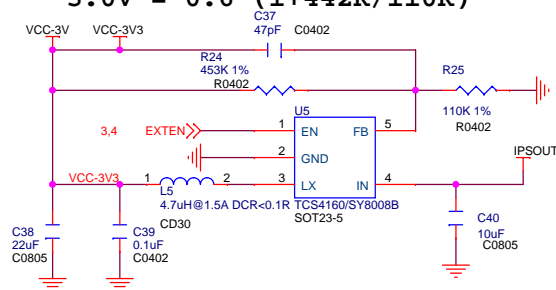 3.0V = 0.6 (1+442K/110K)
VCC-3V VCC-3V3
C37
47pF C0402
R24
453K 1%
R0402
R25
110K 1%
R0402
U5
3,4 EXTEN 1 EN FB 5
2 GND
IPSOUT
VCC-3V3 1 2 3 LX IN 4
L5
4.7uH@1.5A DCR<0.1R TCS4160/SY8008B
CD30 SOT23-5
C38
22uF
C0805
C39
0.1uF
C0402
C40
10uF
C0805